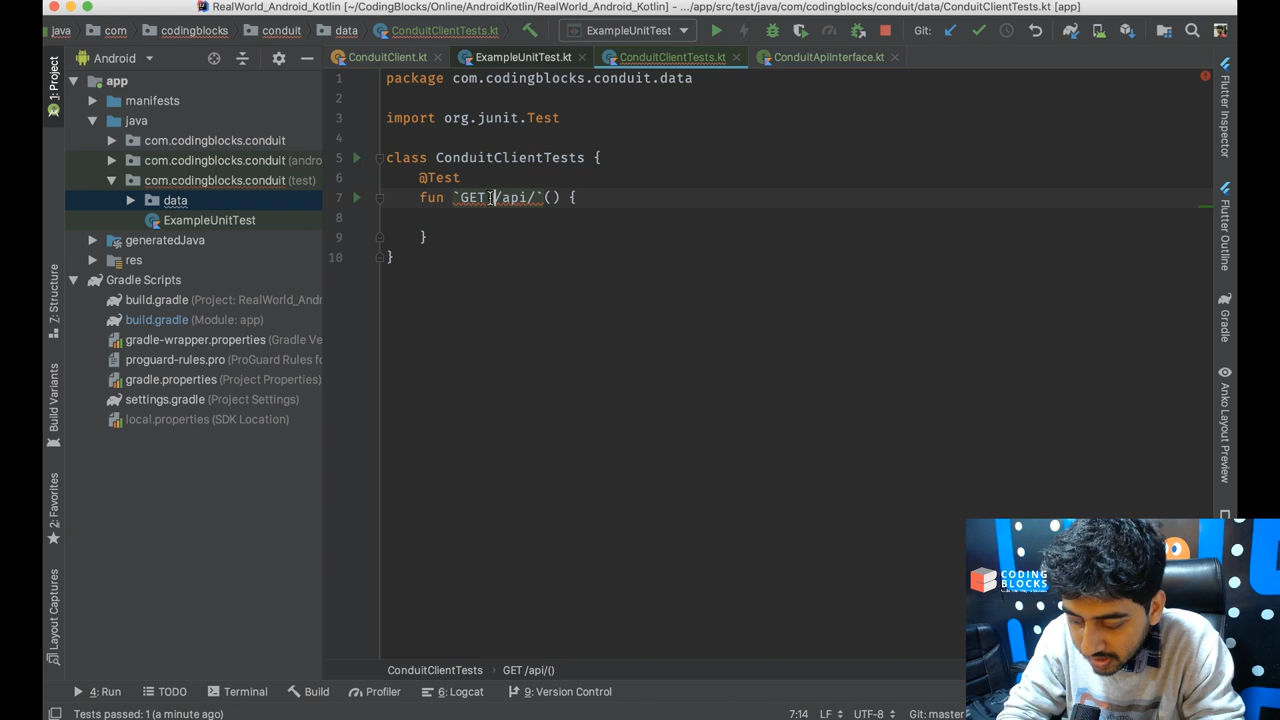 RealWorld_Android_Kotlin [~/CodingBlocks/Online/AndroidKotlin/RealWorld_Android_Kotlin] - .../app/src/test/java/com/codingblocks/conduit/data/ConduitClientTests.kt [app]
java com codingblocks conduit data ConduitClientTests.kt ExampleUnitTest Git:
Android ConduitClient.kt ExampleUnitTest.kt ConduitClientTests.kt ConduitApiInterface.kt
1: Project
Z: Structure
Build Variants
2: Favorites
Layout Captures
app
manifests
java
com.codingblocks.conduit
com.codingblocks.conduit (andro
com.codingblocks.conduit (test)
data
ExampleUnitTest
generatedJava
res
Gradle Scripts
build.gradle (Project: RealWorld_Andr
build.gradle (Module: app)
gradle-wrapper.properties (Gradle Ve
proguard-rules.pro (ProGuard Rules fo
gradle.properties (Project Properties)
settings.gradle (Project Settings)
local.properties (SDK Location)
1 package com.codingblocks.conduit.data
2
3 import org.junit.Test
4
5 class ConduitClientTests {
6 @Test
7 fun `GET /api/`() {
8
9 }
10 }
Flutter Inspector
Flutter Outline
Gradle
Anko Layout Preview
CODING
BLOCKS
ConduitClientTests GET /api/()
4: Run TODO Terminal Build Profiler 6: Logcat 9: Version Control
Tests passed: 1 (a minute ago) 7:14 LF UTF-8 Git: master